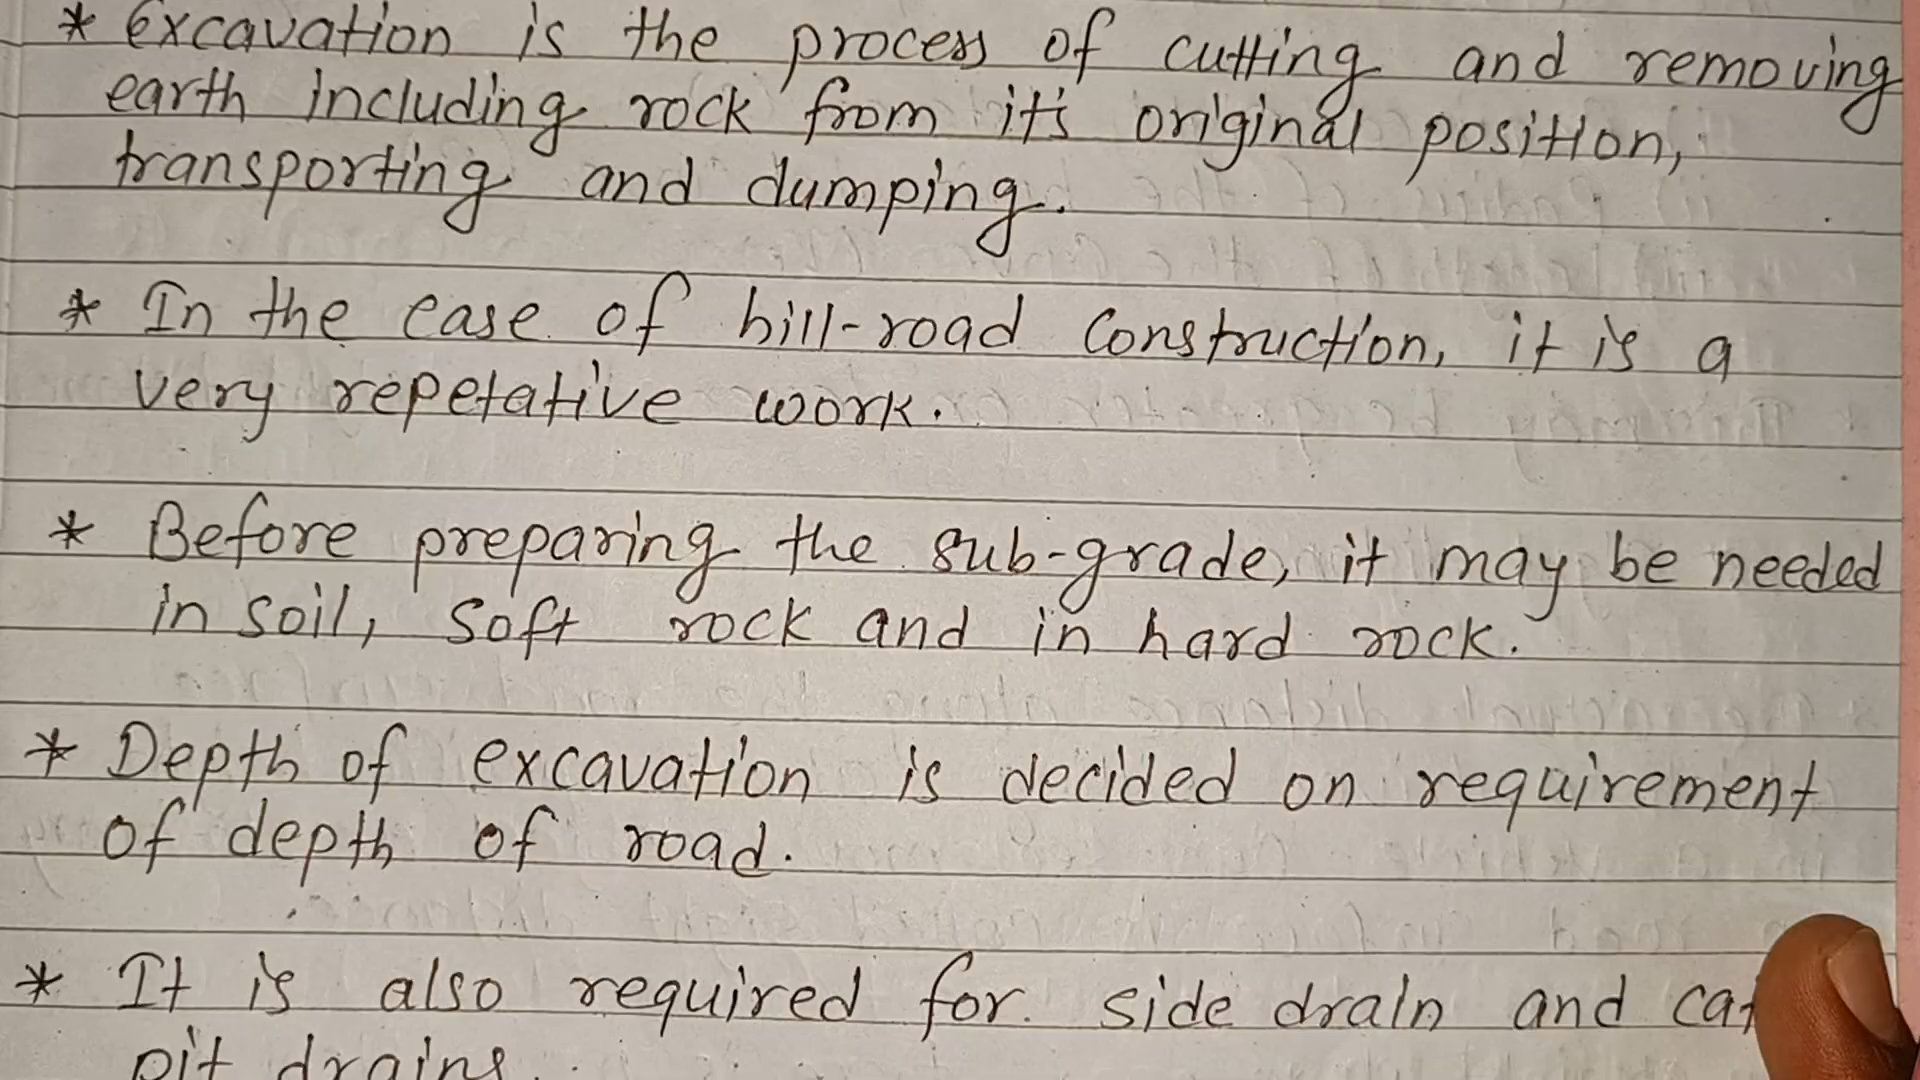 * Excavation is the process of cutting and removing
earth including rock from it's original position,
transporting and dumping.
* In the case of hill-road construction, it is a
very repetative work.
* Before preparing the sub-grade, it may be needed
in soil, soft rock and in hard rock.
* Depth of excavation is decided on requirement
of depth of road.
* It is also required for side drain and
pit drains.